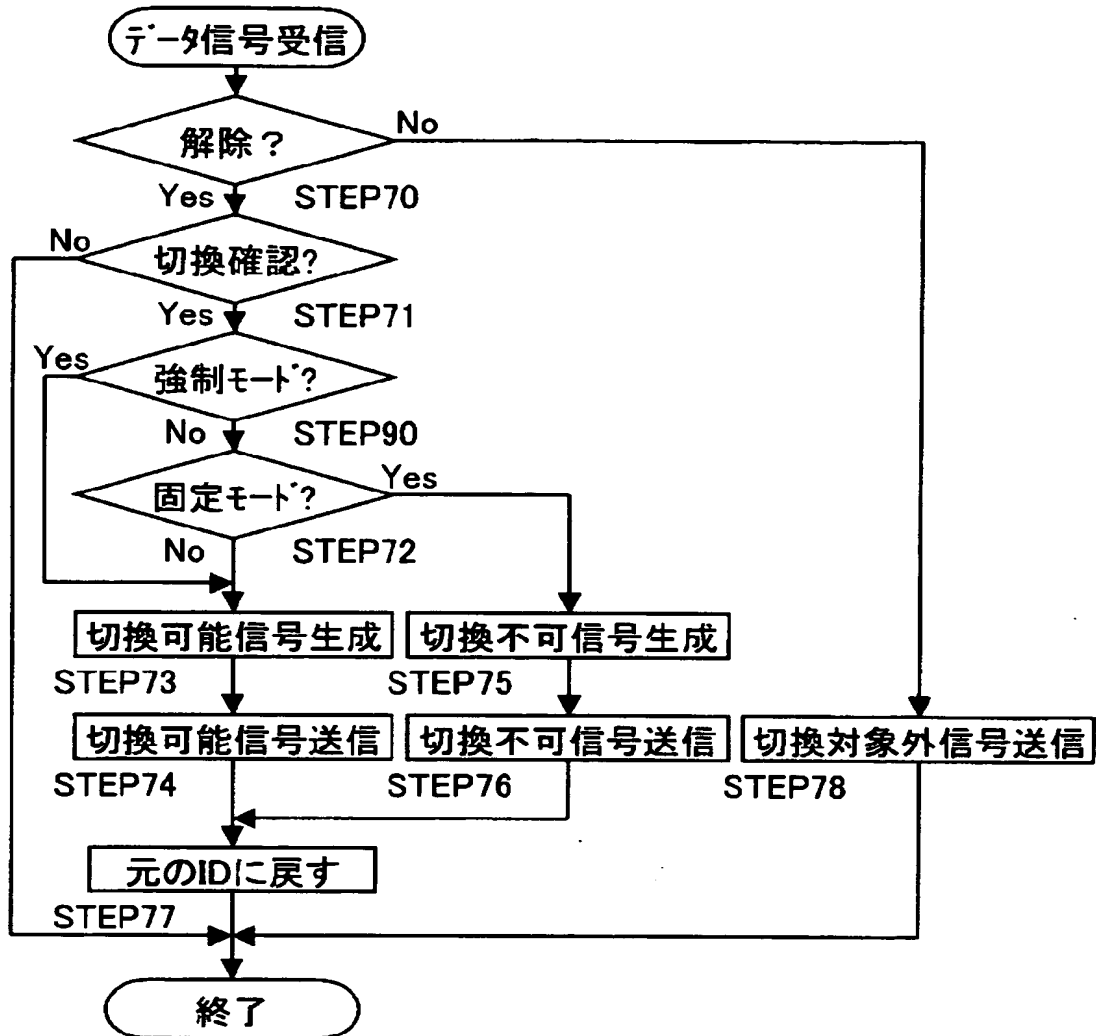 データ信号受信
解除？
No
Yes
STEP70
No
切換確認?
Yes
STEP71
Yes
強制モード?
No
STEP90
固定モード?
Yes
No
STEP72
切換可能信号生成
切換不可信号生成
STEP73
STEP75
切換可能信号送信
切換不可信号送信
切換対象外信号送信
STEP74
STEP76
STEP78
元のIDに戻す
STEP77
終了